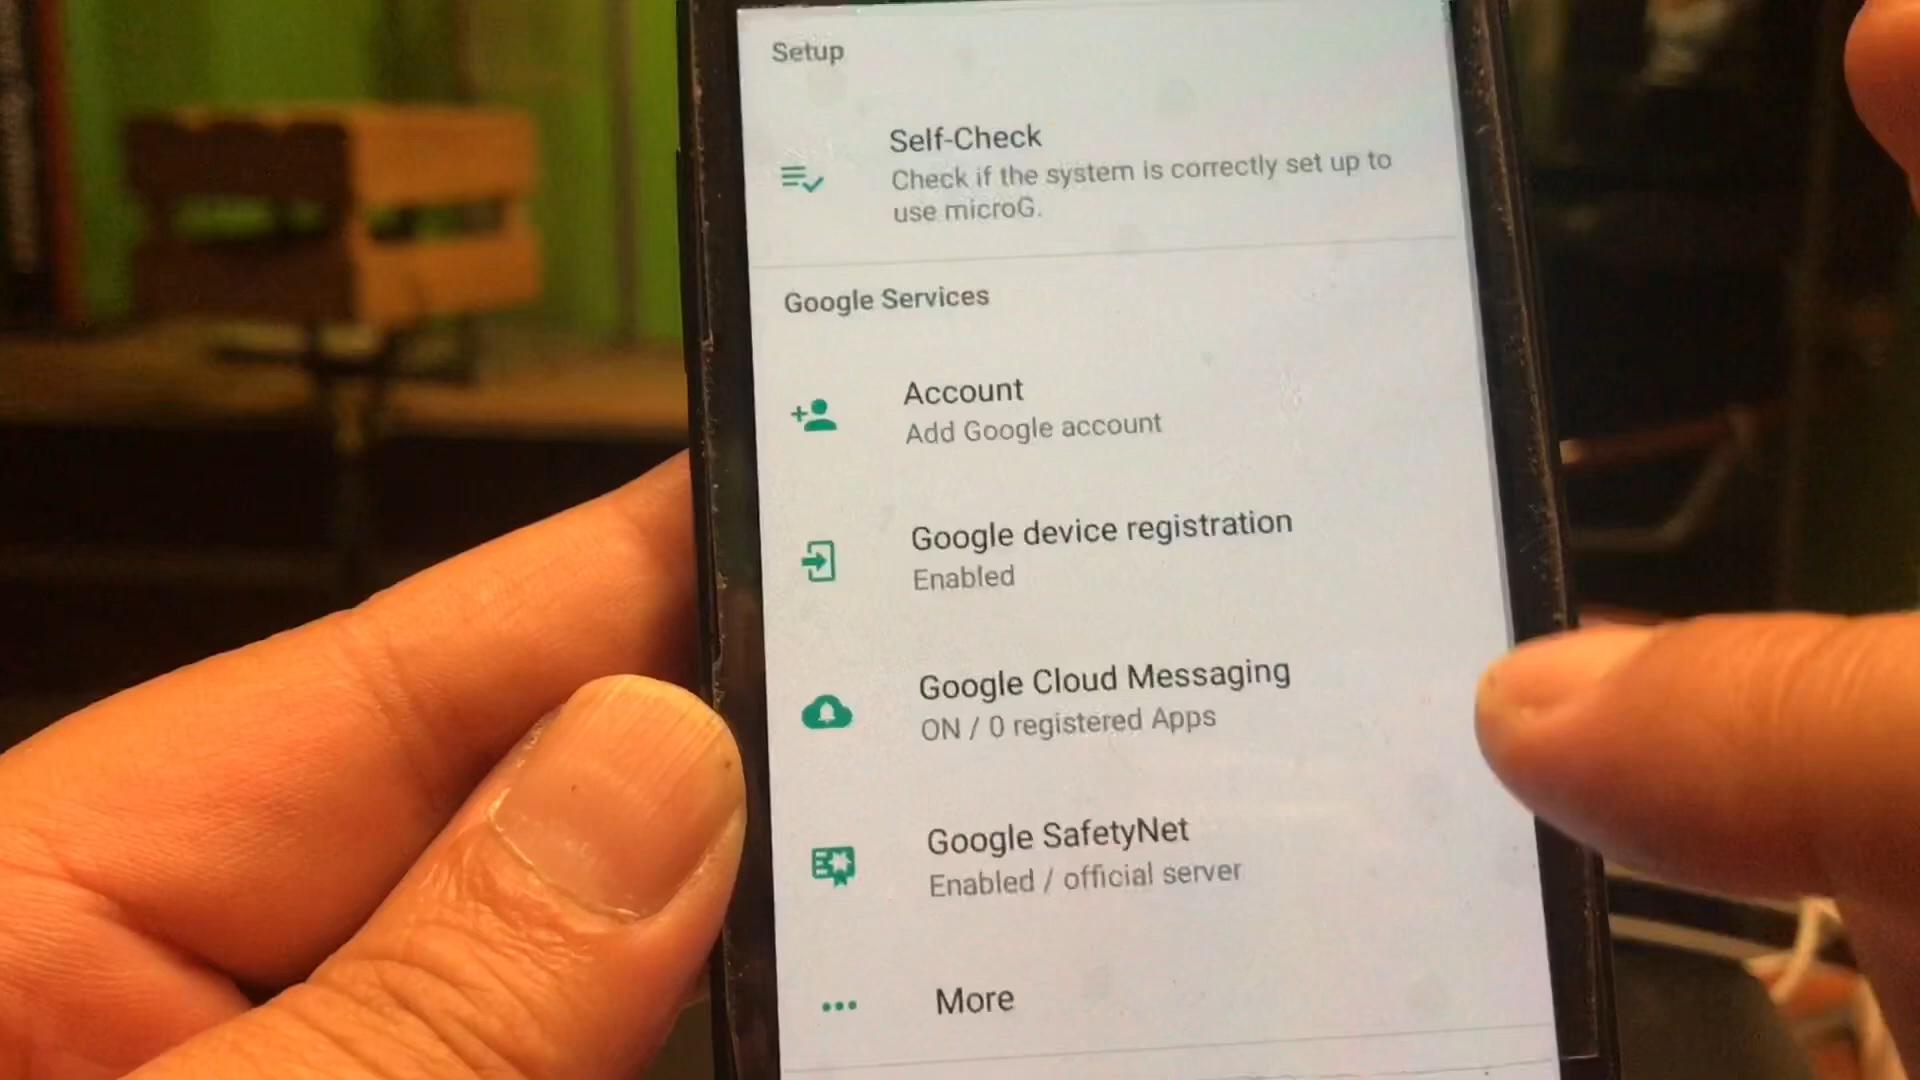 Setup
Self-Check
Check if the system is correctly set up to
use microG.
Google Services
Account
Add Google account
Google device registration
Enabled
Google Cloud Messaging
ON / 0 registered Apps
Google SafetyNet
Enabled / official server
More